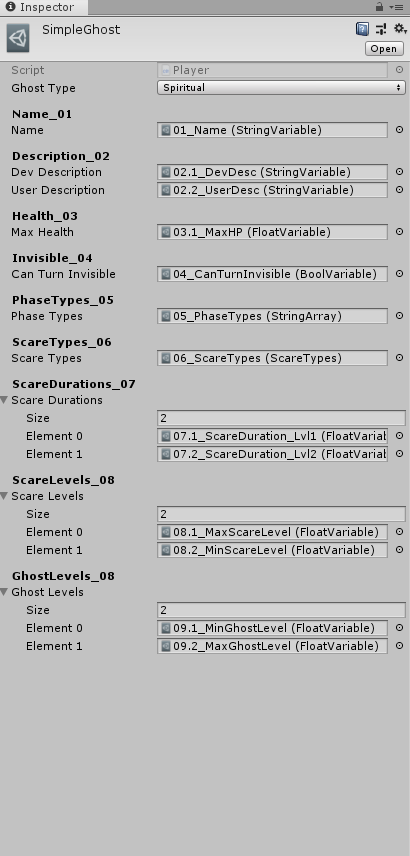 Inspector
SimpleGhost
Open
Script Player
Ghost Type Spiritual
Name_01
Name 01_Name (StringVariable)
Description_02
Dev Description 02.1_DevDesc (StringVariable)
User Description 02.2_UserDesc (StringVariable)
Health_03
Max Health 03.1_MaxHP (FloatVariable)
Invisible_04
Can Turn Invisible 04_CanTurnInvisible (BoolVariable)
PhaseTypes_05
Phase Types 05_PhaseTypes (StringArray)
ScareTypes_06
Scare Types 06_ScareTypes (ScareTypes)
ScareDurations_07
Scare Durations
Size 2
Element 0 07.1_ScareDuration_Lvl1 (FloatVariab
Element 1 07.2_ScareDuration_Lvl2 (FloatVariab
ScareLevels_08
Scare Levels
Size 2
Element 0 08.1_MaxScareLevel (FloatVariable)
Element 1 08.2_MinScareLevel (FloatVariable)
GhostLevels_08
Ghost Levels
Size 2
Element 0 09.1_MinGhostLevel (FloatVariable)
Element 1 09.2_MaxGhostLevel (FloatVariable)